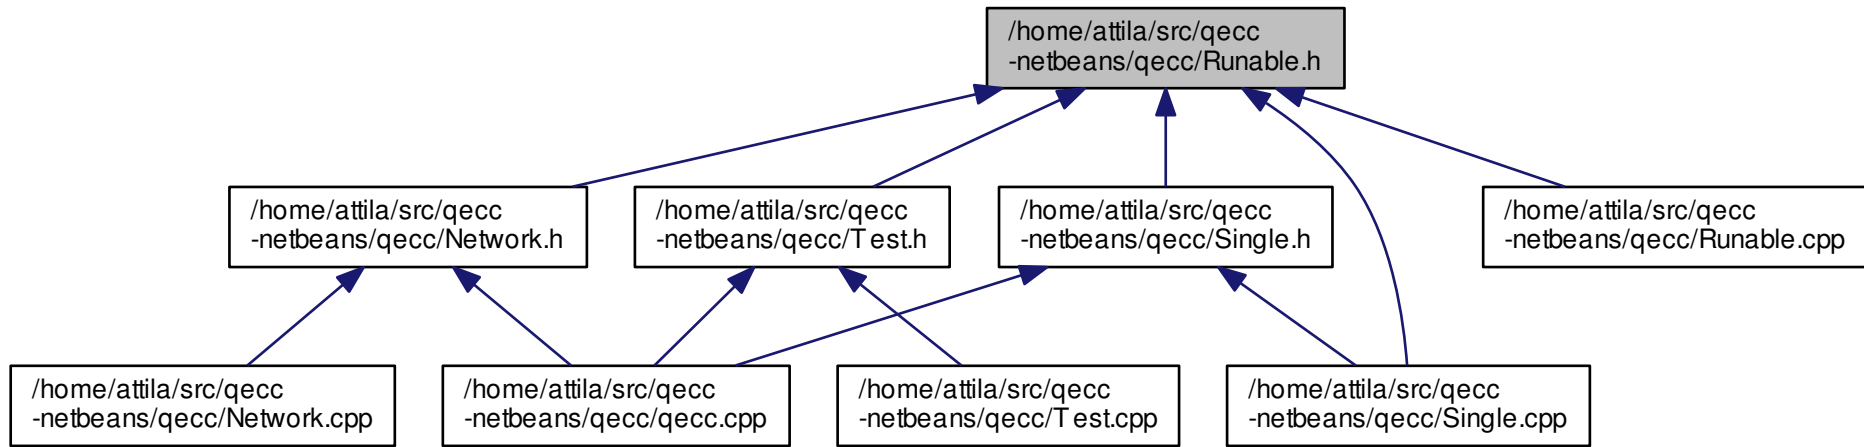 /home/attila/src/qecc
-netbeans/qecc/Runable.h
/home/attila/src/qecc
-netbeans/qecc/Network.h
/home/attila/src/qecc
-netbeans/qecc/Test.h
/home/attila/src/qecc
-netbeans/qecc/Single.h
/home/attila/src/qecc
-netbeans/qecc/Runable.cpp
/home/attila/src/qecc
-netbeans/qecc/Network.cpp
/home/attila/src/qecc
-netbeans/qecc/qecc.cpp
/home/attila/src/qecc
-netbeans/qecc/Test.cpp
/home/attila/src/qecc
-netbeans/qecc/Single.cpp